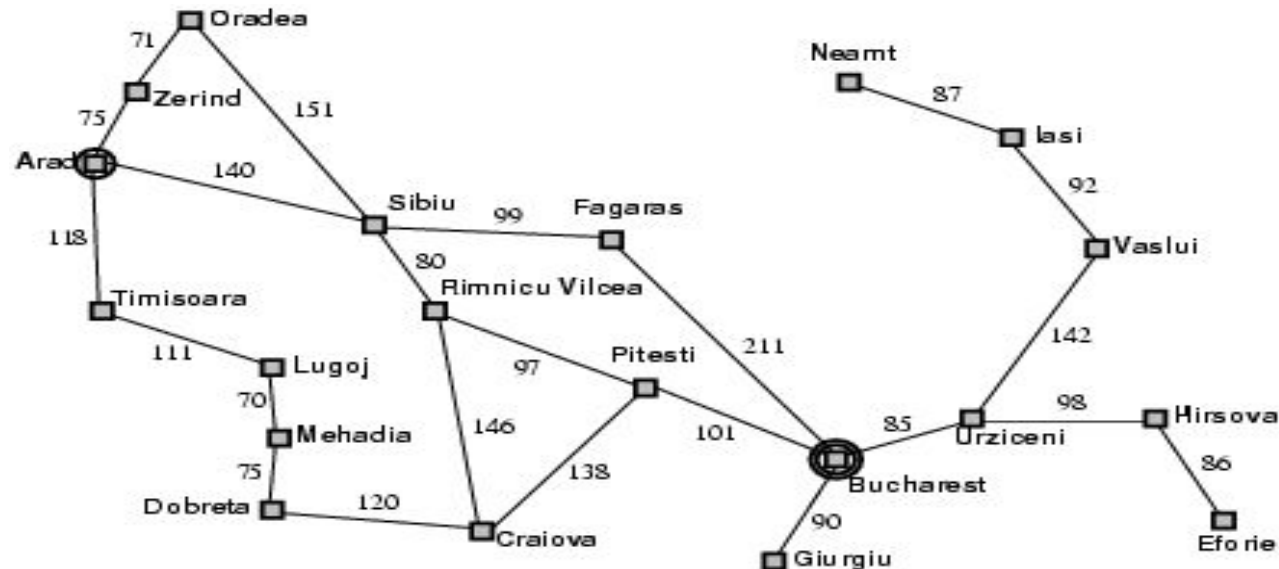 Oradea
71
Neamt
87
Zerind
151
75
Iasi
Arad
140
92
Sibiu
99
Fagaras
118
Vaslui
80
Timisoara
Rimnicu Vilcea
142
211
111
Lugoj
97
Pitesti
70
98
Hirsova
85
Urziceni
Mehadia
146
101
138
86
75
Bucharest
Dobreta
120
90
Craiova
Eforie
Giurgiu